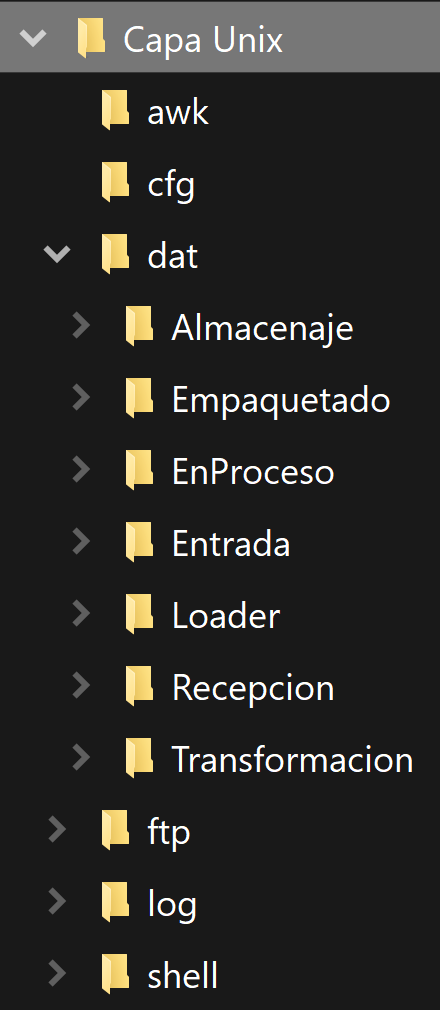 Capa Unix
awk
cfg
dat
Almacenaje
Empaquetado
EnProceso
Entrada
Loader
Recepcion
Transformacion
ftp
log
shell